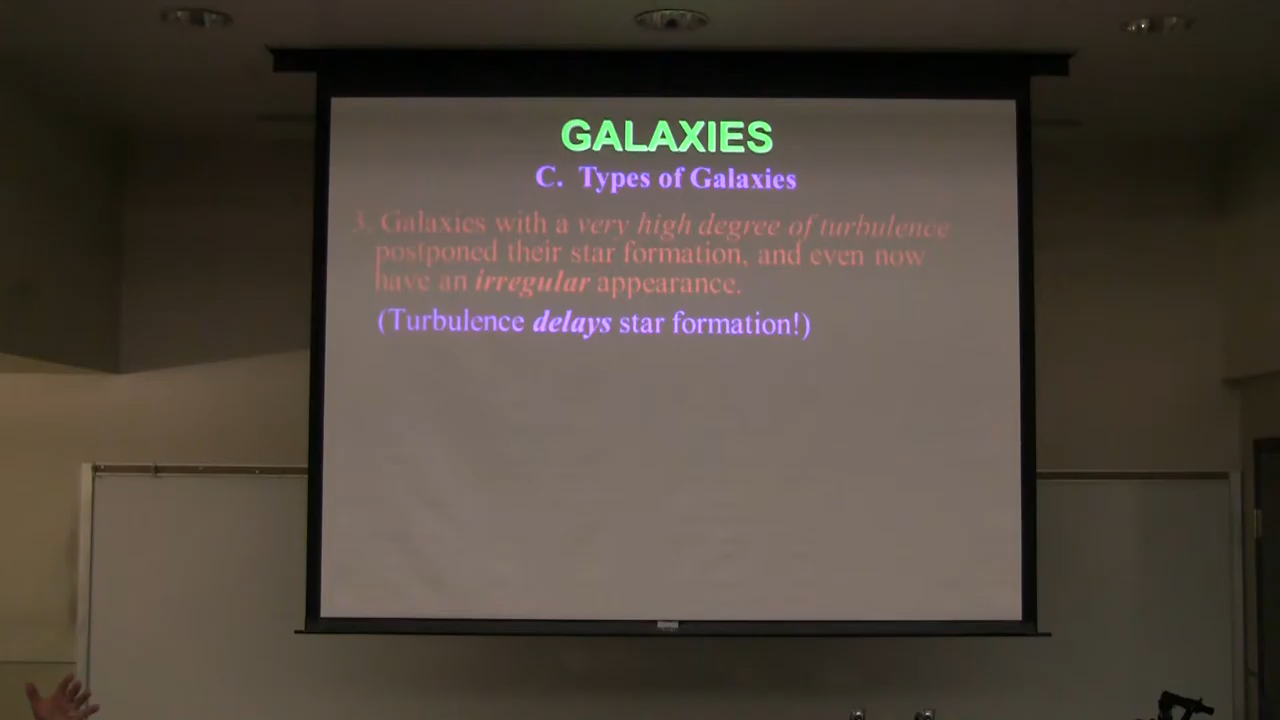 GALAXIES
C. Types of Galaxies
3. Galaxies with a very high degree of turbulence
postponed their star formation, and even now
have an irregular appearance.
(Turbulence delays star formation!)